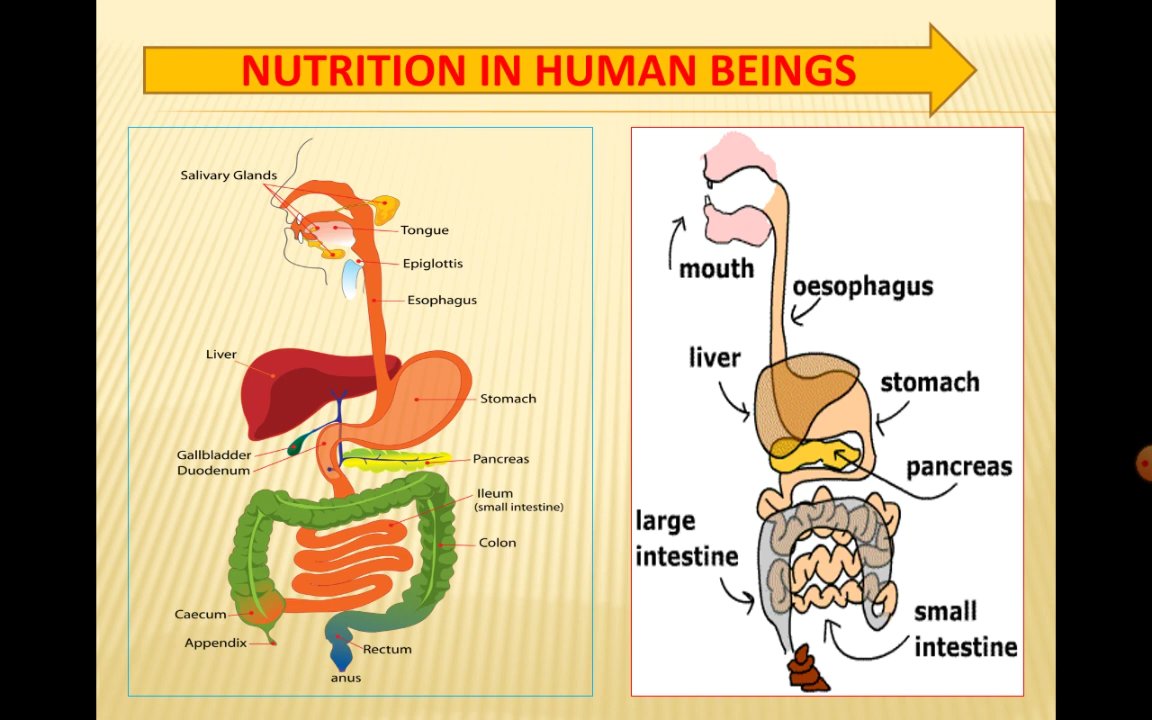 NUTRITION IN HUMAN BEINGS
Salivary Glands
Tongue
Epiglottis
Esophagus
Liver
Stomach
Gallbladder
Duodenum
Pancreas
Ileum
(small intestine)
Colon
Caecum
Appendix
Rectum
anus
mouth
oesophagus
liver
stomach
pancreas
large
intestine
small
intestine